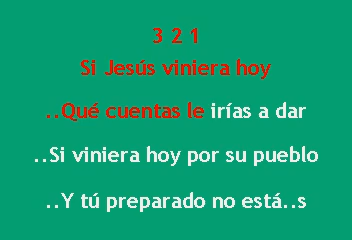 3 2 1
Si Jesús viniera hoy
..Qué cuentas le irías a dar
..Si viniera hoy por su pueblo
..Y tú preparado no está..s